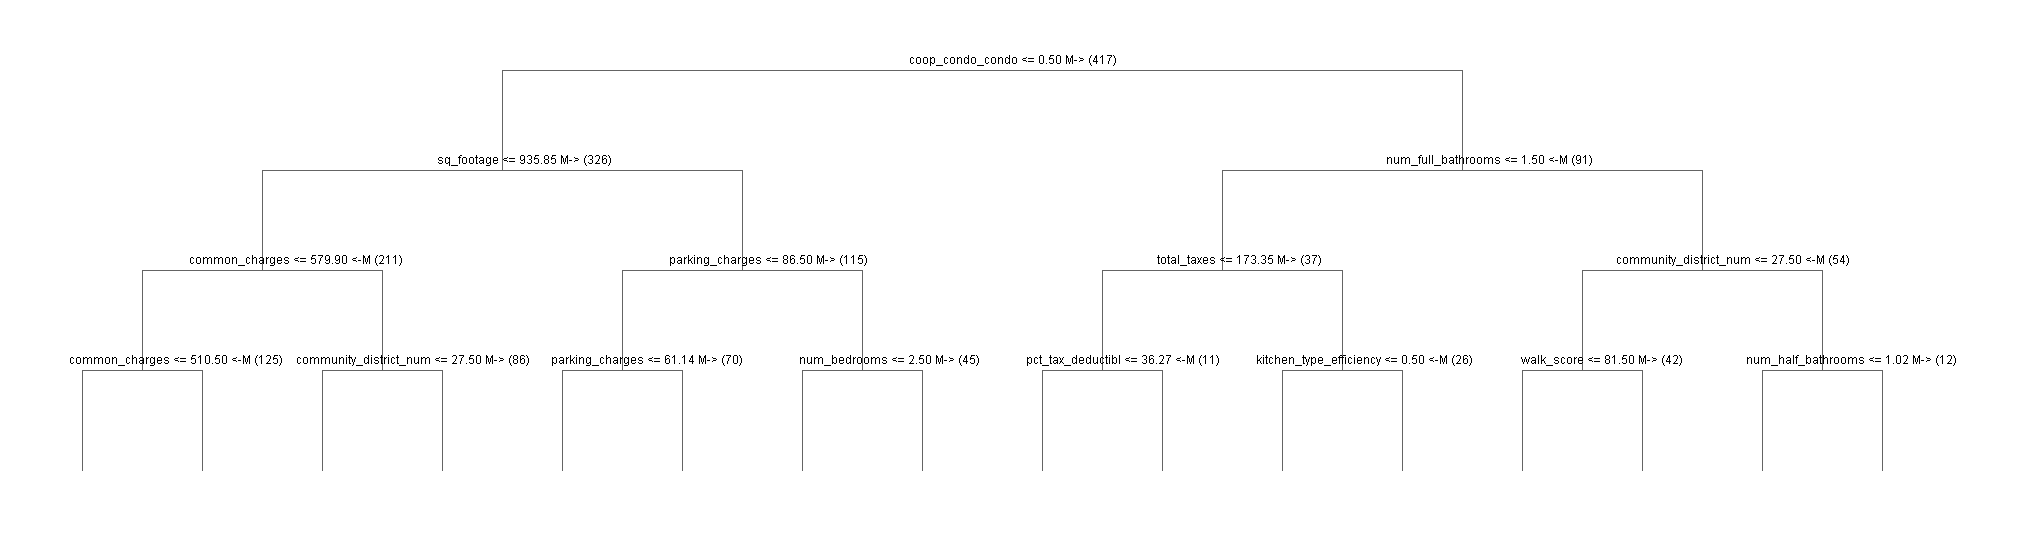 coop_condo_condo <= 0.50 M-> (417)
sq_footage <= 935.85 M-> (326)
num_full_bathrooms <= 1.50 <-M (91)
common_charges <= 579.90 <-M (211)
parking_charges <= 86.50 M-> (115)
total_taxes <= 173.35 M-> (37)
community_district_num <= 27.50 <-M (54)
common_charges <= 510.50 <-M (125)
community_district_num <= 27.50 M-> (86)
parking_charges <= 61.14 M-> (70)
num_bedrooms <= 2.50 M-> (45)
pct_tax_deductibl <= 36.27 <-M (11)
kitchen_type_efficiency <= 0.50 <-M (26)
walk_score <= 81.50 M-> (42)
num_half_bathrooms <= 1.02 M-> (12)